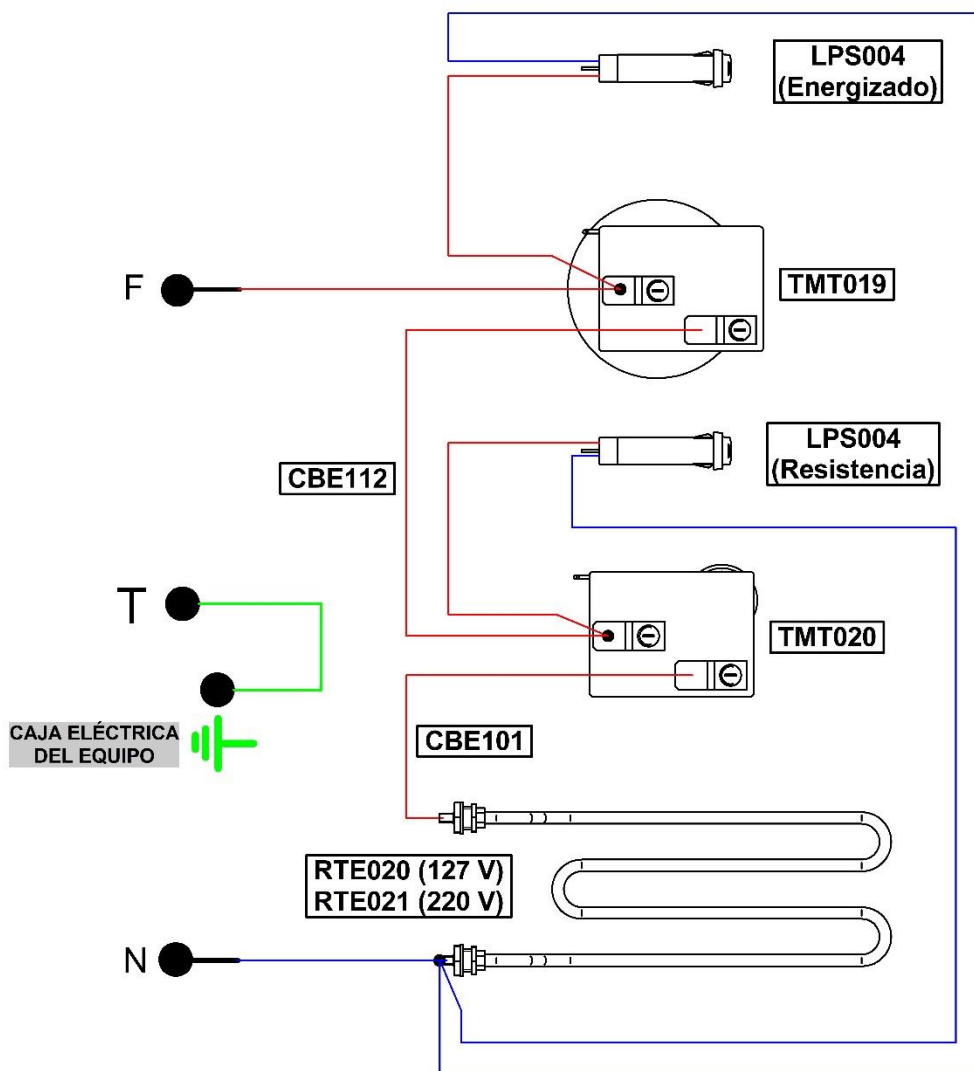 LPS004
(Energizado)
F
TMT019
LPS004
(Resistencia)
CBE112
T
TMT020
CAJA ELÉCTRICA
DEL EQUIPO
CBE101
RTE020 (127 V)
RTE021 (220 V)
N